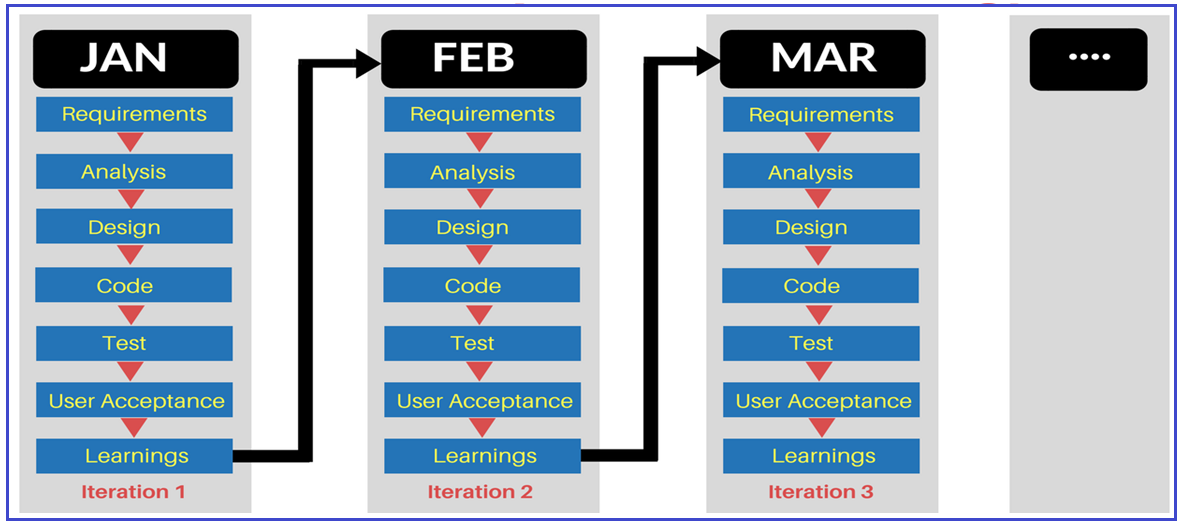 JAN
Requirements
Analysis
Design
Code
Test
User Acceptance
Learnings
Iteration 1
FEB
Requirements
Analysis
Design
Code
Test
User Acceptance
Learnings
Iteration 2
MAR
Requirements
Analysis
Design
Code
Test
User Acceptance
Learnings
Iteration 3
....